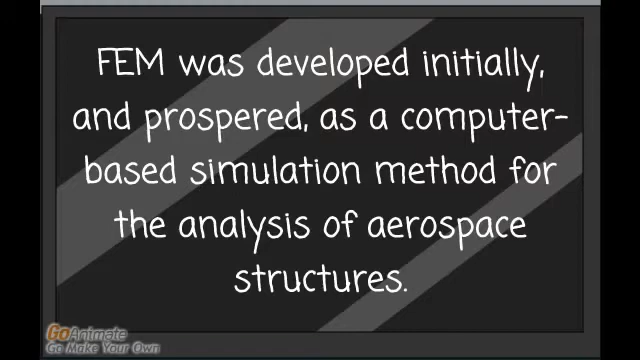 FEM was developed initially,
and prospered, as a computer-
based simulation method for
the analysis of aerospace
structures.
GoAnimate
Go Make Your Own